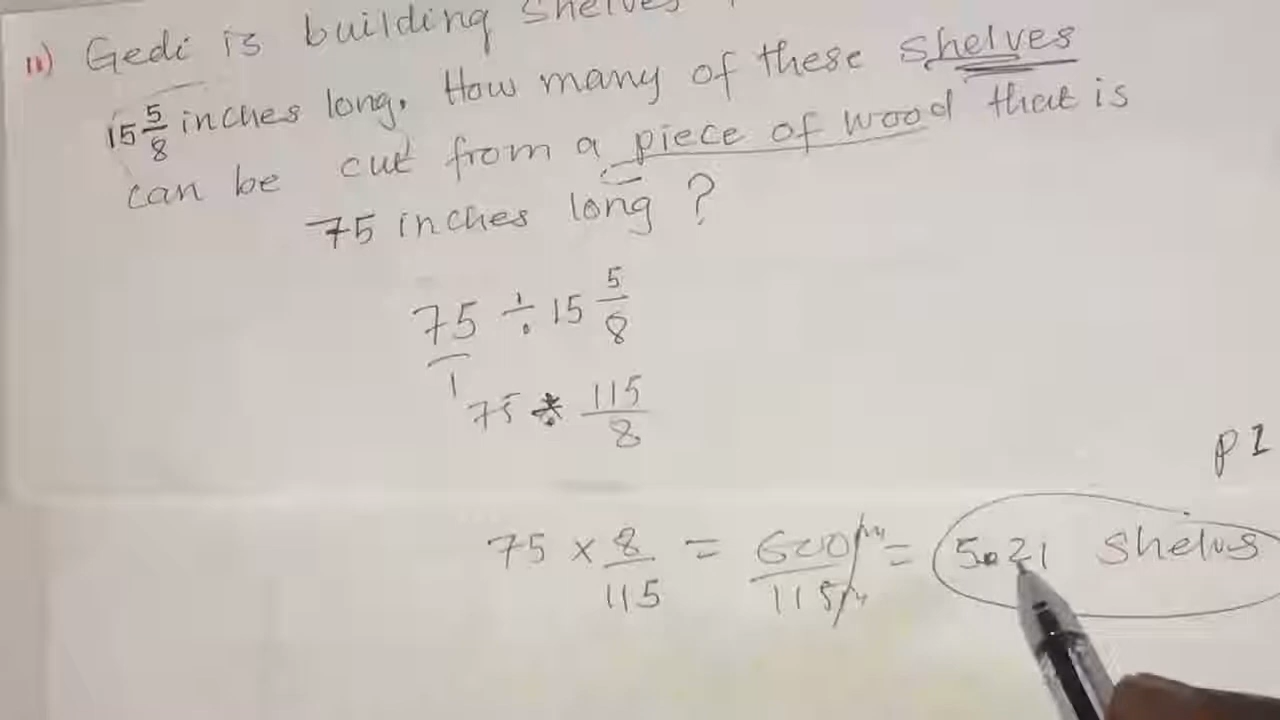 11) Gedi is building shelves
15 5/8 inches long. How many of these shelves
can be cut from a piece of wood that is
75 inches long ?
75/1 ÷ 15 5/8
75 ÷ 115/8
75 × 8/115 = 600/115 = 5.21 shelves